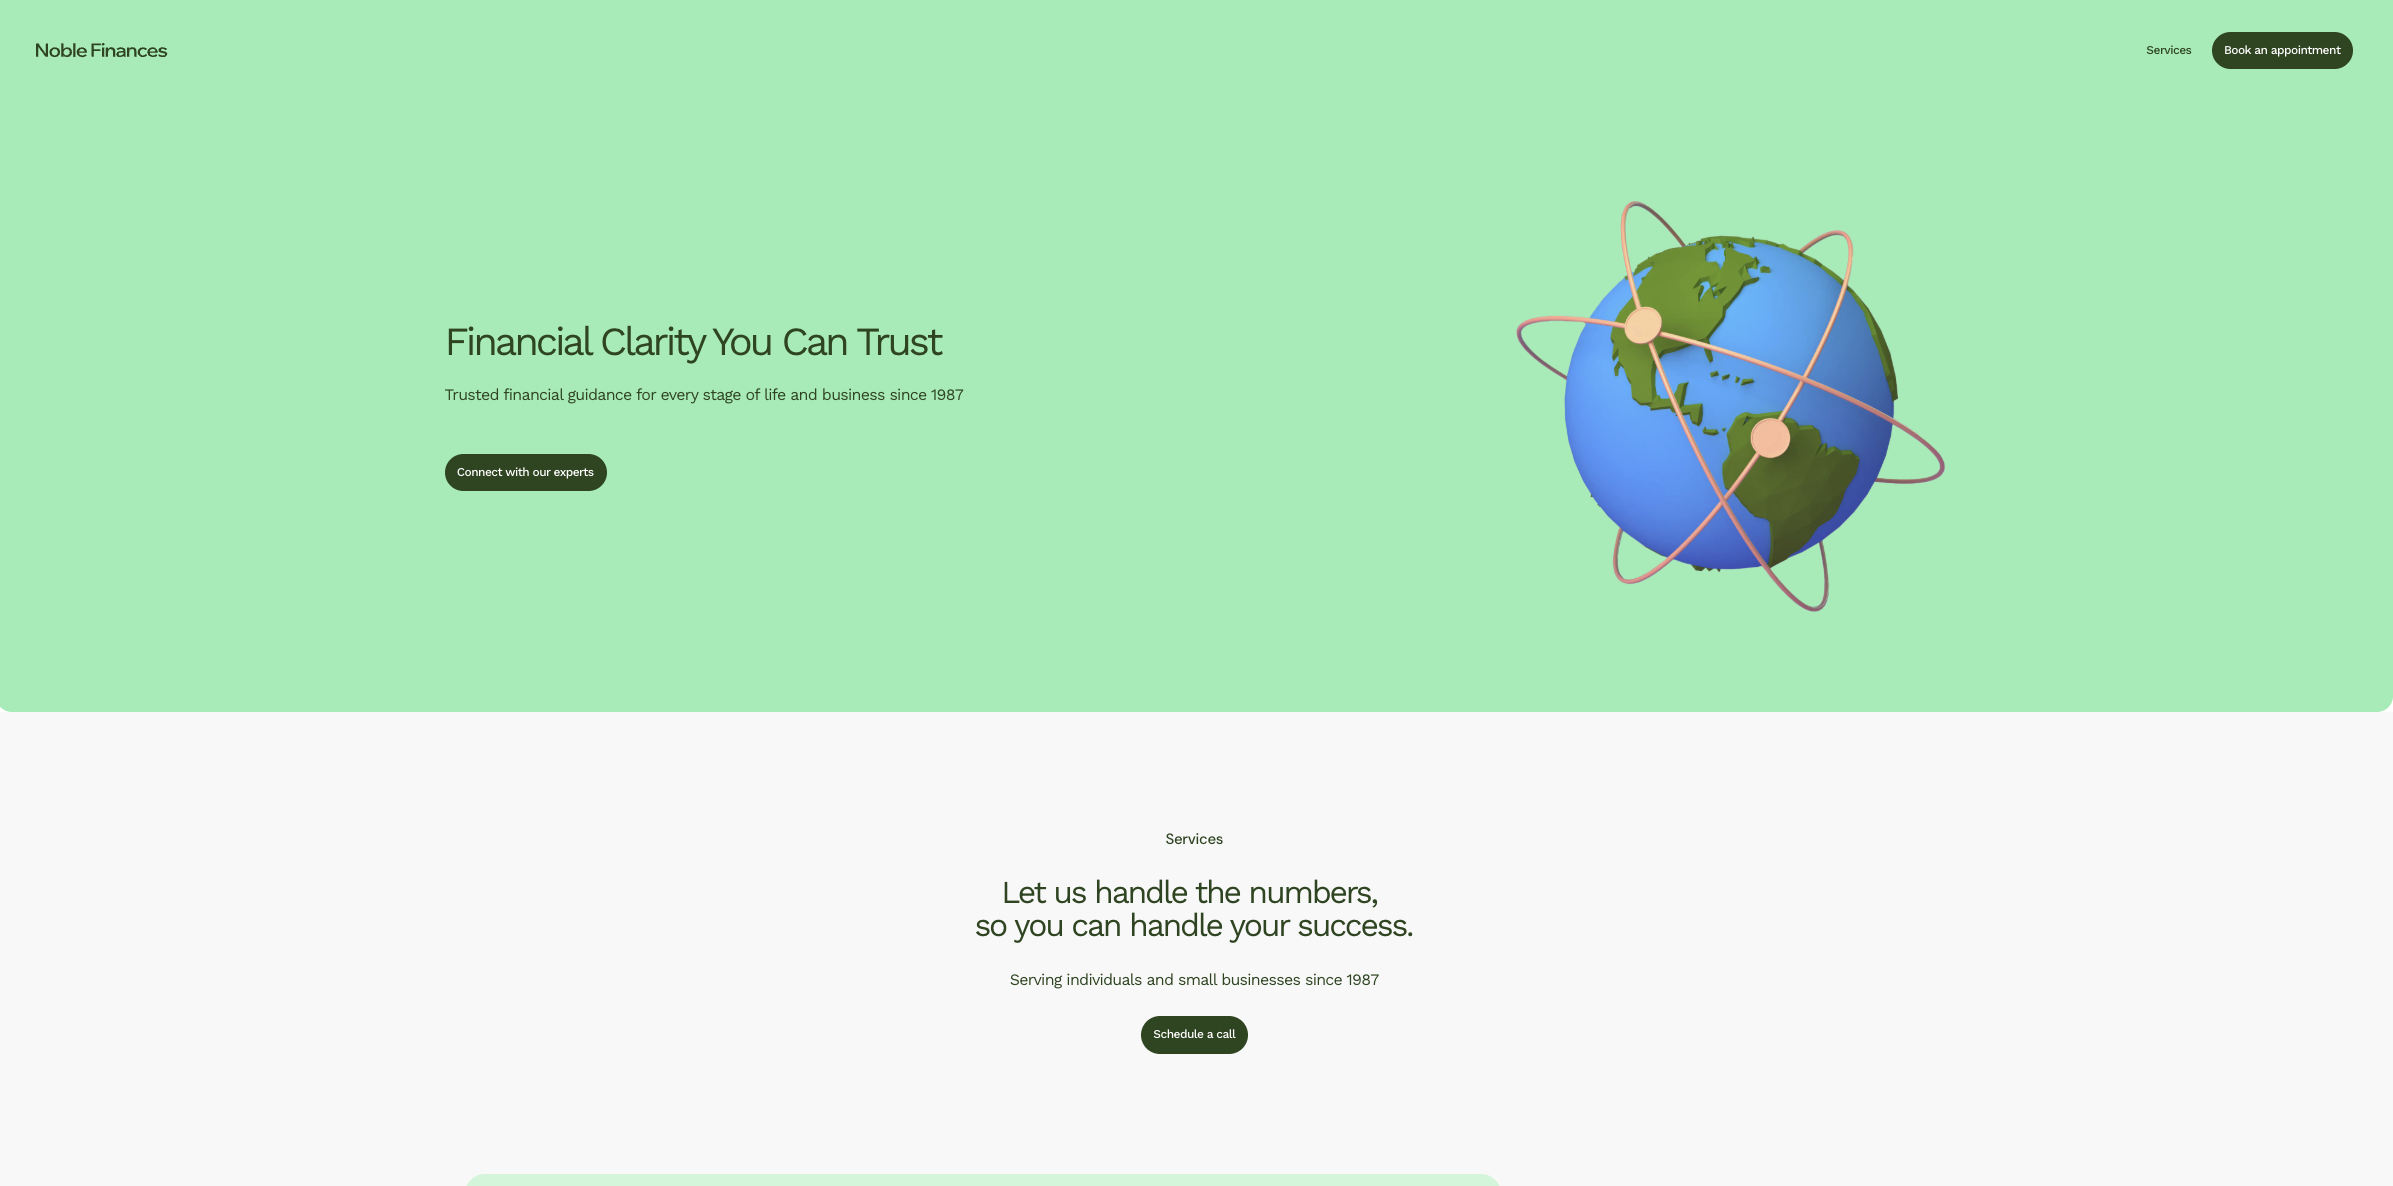 Noble Finances
Services
Book an appointment
Financial Clarity You Can Trust
Trusted financial guidance for every stage of life and business since 1987
Connect with our experts
Services
Let us handle the numbers,
so you can handle your success.
Serving individuals and small businesses since 1987
Schedule a call